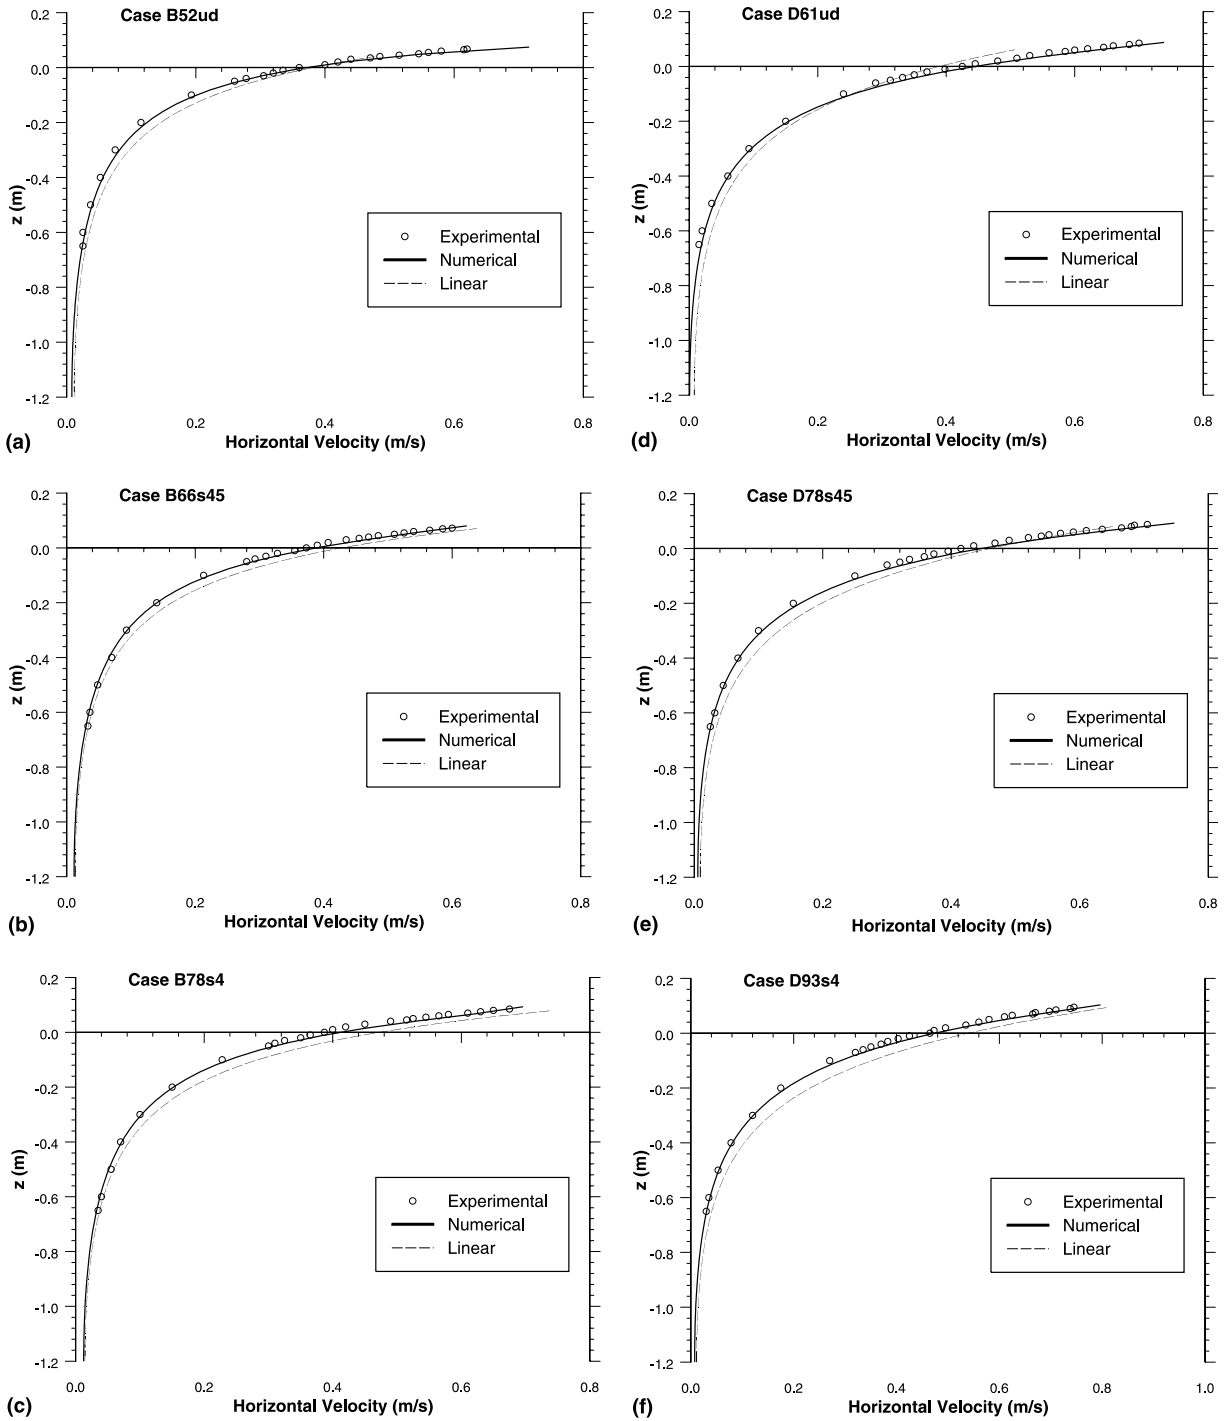 Case B52ud
0.2
0.0
-0.2
-0.4
-0.6
-0.8
-1.0
-1.2
z (m)
Experimental
Numerical
Linear
0.0 0.2 0.4 0.6 0.8
Horizontal Velocity (m/s)
(a)
Case D61ud
0.2
0.0
-0.2
-0.4
-0.6
-0.8
-1.0
-1.2
z (m)
Experimental
Numerical
Linear
0.0 0.2 0.4 0.6 0.8
Horizontal Velocity (m/s)
(d)
Case B66s45
0.2
0.0
-0.2
-0.4
-0.6
-0.8
-1.0
-1.2
z (m)
Experimental
Numerical
Linear
0.0 0.2 0.4 0.6 0.8
Horizontal Velocity (m/s)
(b)
Case D78s45
0.2
0.0
-0.2
-0.4
-0.6
-0.8
-1.0
-1.2
z (m)
Experimental
Numerical
Linear
0.0 0.2 0.4 0.6 0.8
Horizontal Velocity (m/s)
(e)
Case B78s4
0.2
0.0
-0.2
-0.4
-0.6
-0.8
-1.0
-1.2
z (m)
Experimental
Numerical
Linear
0.0 0.2 0.4 0.6 0.8
Horizontal Velocity (m/s)
(c)
Case D93s4
0.2
0.0
-0.2
-0.4
-0.6
-0.8
-1.0
-1.2
z (m)
Experimental
Numerical
Linear
0.0 0.2 0.4 0.6 0.8 1.0
Horizontal Velocity (m/s)
(f)